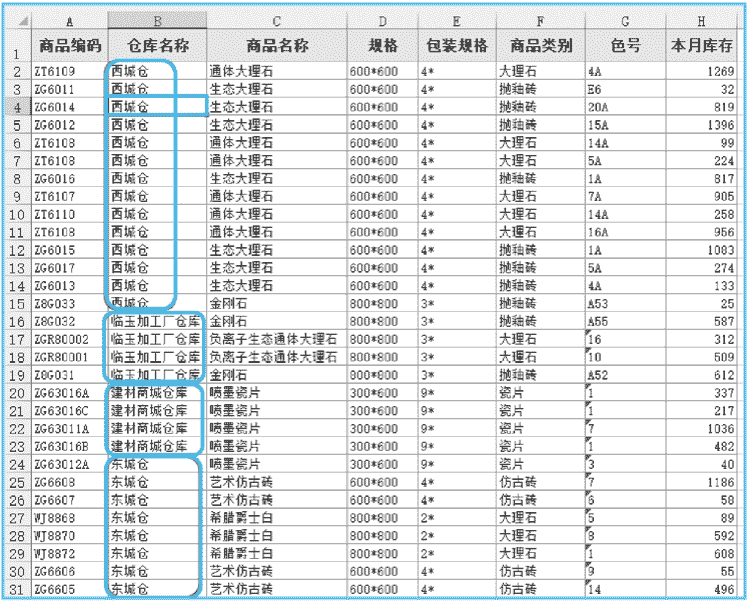 A B C D E F G H
1 商品编码 仓库名称 商品名称 规格 包装规格 商品类别 色号 本月库存
2 ZT6109 西城仓 通体大理石 600*600 4* 大理石 4A 1269
3 ZG6011 西城仓 生态大理石 600*600 4* 抛釉砖 E6 32
4 ZG6014 西城仓 生态大理石 600*600 4* 抛釉砖 20A 819
5 ZG6012 西城仓 生态大理石 600*600 4* 抛釉砖 15A 1396
6 ZT6108 西城仓 通体大理石 600*600 4* 大理石 14A 99
7 ZT6108 西城仓 通体大理石 600*600 4* 大理石 5A 224
8 ZG6016 西城仓 生态大理石 600*600 4* 抛釉砖 1A 817
9 ZT6107 西城仓 通体大理石 600*600 4* 大理石 7A 905
10 ZT6110 西城仓 通体大理石 600*600 4* 大理石 14A 258
11 ZT6108 西城仓 通体大理石 600*600 4* 大理石 16A 956
12 ZG6015 西城仓 生态大理石 600*600 4* 抛釉砖 1A 1083
13 ZG6017 西城仓 生态大理石 600*600 4* 抛釉砖 5A 274
14 ZG6013 西城仓 生态大理石 600*600 4* 抛釉砖 4A 133
15 Z8G033 西城仓 金刚石 800*800 3* 抛釉砖 A53 25
16 Z8G032 临玉加工厂仓库 金刚石 800*800 3* 抛釉砖 A55 587
17 ZGR80002 临玉加工厂仓库 负离子生态通体大理石 800*800 3* 大理石 16 312
18 ZGR80001 临玉加工厂仓库 负离子生态通体大理石 800*800 3* 大理石 10 509
19 Z8G031 临玉加工厂仓库 金刚石 800*800 3* 抛釉砖 A52 612
20 ZG63016A 建材商城仓库 喷墨瓷片 300*600 9* 瓷片 1 337
21 ZG63016C 建材商城仓库 喷墨瓷片 300*600 9* 瓷片 1 217
22 ZG63011A 建材商城仓库 喷墨瓷片 300*600 9* 瓷片 7 1036
23 ZG63016B 建材商城仓库 喷墨瓷片 300*600 9* 瓷片 1 482
24 ZG63012A 东城仓 喷墨瓷片 300*600 9* 瓷片 3 40
25 ZG6608 东城仓 艺术仿古砖 600*600 4* 仿古砖 7 1186
26 ZG6607 东城仓 艺术仿古砖 600*600 4* 仿古砖 6 58
27 WJ8868 东城仓 希腊爵士白 800*800 2* 大理石 5 89
28 WJ8870 东城仓 希腊爵士白 800*800 2* 大理石 8 592
29 WJ8872 东城仓 希腊爵士白 800*800 2* 大理石 1 608
30 ZG6606 东城仓 艺术仿古砖 600*600 4* 仿古砖 9 55
31 ZG6605 东城仓 艺术仿古砖 600*600 4* 仿古砖 14 496